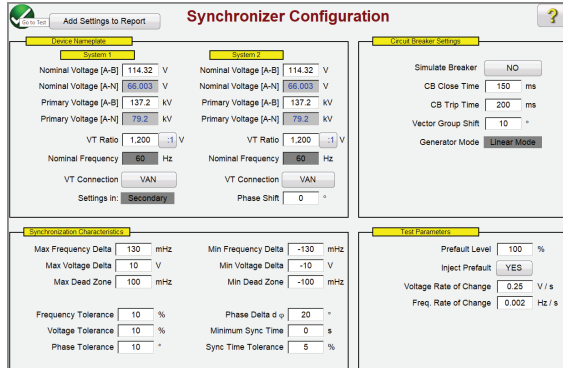 Synchronizer Configuration
Go to Test
Add Settings to Report
?
Device Nameplate
System 1
System 2
Nominal Voltage [A-B] 114.32 V Nominal Voltage [A-B] 114.32 V
Nominal Voltage [A-N] 66.003 V Nominal Voltage [A-N] 66.003 V
Primary Voltage [A-B] 137.2 kV Primary Voltage [A-B] 137.2 kV
Primary Voltage [A-N] 79.2 kV Primary Voltage [A-N] 79.2 kV
VT Ratio 1,200 :1 V VT Ratio 1,200 :1 V
Nominal Frequency 60 Hz Nominal Frequency 60 Hz
VT Connection VAN VT Connection VAN
Settings in: Secondary Phase Shift 0 °
Circuit Breaker Settings
Simulate Breaker NO
CB Close Time 150 ms
CB Trip Time 200 ms
Vector Group Shift 10 °
Generator Mode Linear Mode
Synchronization Characteristics
Max Frequency Delta 130 mHz Min Frequency Delta -130 mHz
Max Voltage Delta 10 V Min Voltage Delta -10 V
Max Dead Zone 100 mHz Min Dead Zone -100 mHz
Frequency Tolerance 10 % Phase Delta d φ 20 °
Voltage Tolerance 10 % Minimum Sync Time 0 s
Phase Tolerance 10 ° Sync Time Tolerance 5 %
Test Parameters
Prefault Level 100 %
Inject Prefault YES
Voltage Rate of Change 0.25 V / s
Freq. Rate of Change 0.002 Hz / s